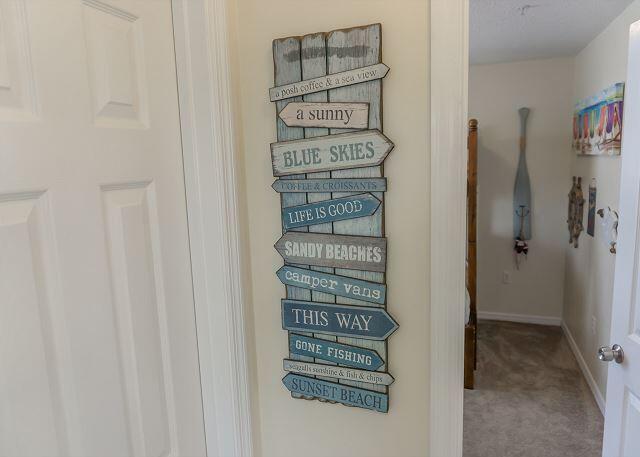 a posh coffee & a sea view
a sunny
BLUE SKIES
COFFEE & CROISSANTS
LIFE IS GOOD
SANDY BEACHES
camper vans
THIS WAY
GONE FISHING
seagulls sunshine & fish & chips
SUNSET BEACH